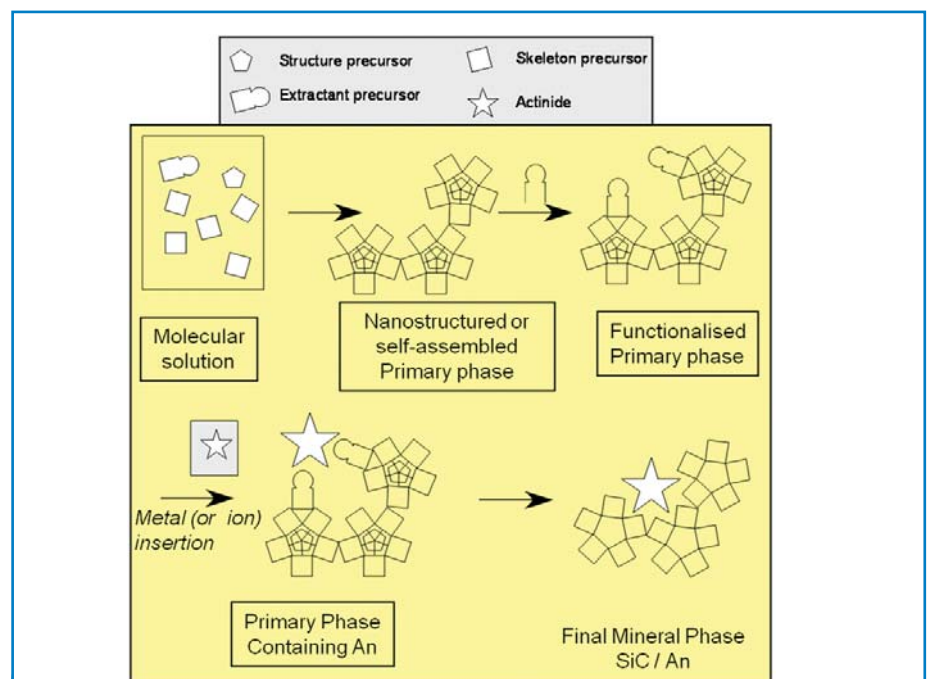 Structure precursor
Skeleton precursor
Extractant precursor
Actinide
Molecular
solution
Nanostructured or
self-assembled
Primary phase
Functionalised
Primary phase
Metal (or ion)
insertion
Primary Phase
Containing An
Final Mineral Phase
SiC / An